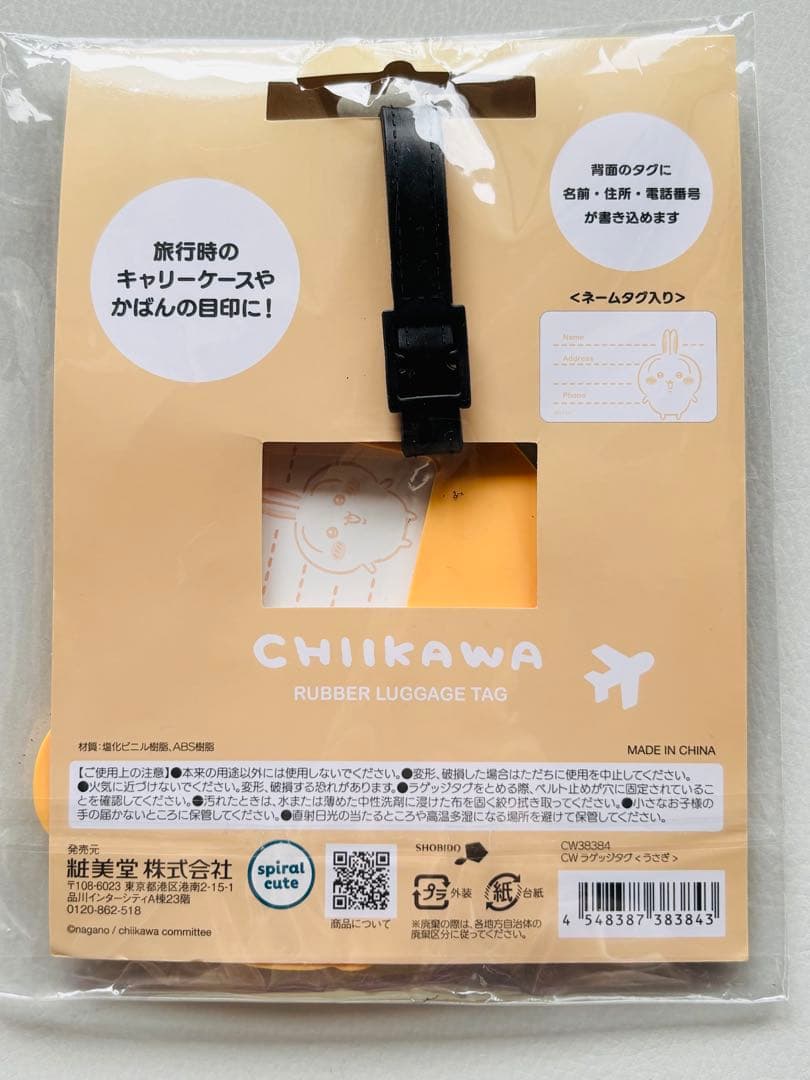 旅行時の
キャリーケースや
かばんの目印に！
背面のタグに
名前・住所・電話番号
が書き込めます
＜ネームタグ入り＞
Name
Address
Phone
CHIIKAWA
RUBBER LUGGAGE TAG
材質：塩化ビニル樹脂、ABS樹脂
MADE IN CHINA
【ご使用上の注意】●本来の用途以外には使用しないでください。●変形、破損した場合はただちに使用を中止してください。
●火気に近づけないでください。変形、破損する恐れがあります。●ラゲッジタグをとめる際、ベルト止めが穴に固定されているこ
とを確認してください。●汚れたときは、水または薄めた中性洗剤に浸けた布を固く絞り拭き取ってください。●小さなお子様の
手の届かないところに保管してください。●直射日光の当たるところや高温多湿になる場所を避けて保管してください。
発売元
粧美堂 株式会社
〒108-6023 東京都港区港南2-15-1
品川インターシティA棟23階
0120-862-518
©nagano / chiikawa committee
spiral
cute
商品について
SHOBIDO
プラ 外装
紙 台紙
※廃棄の際は、各地方自治体の
廃棄区分に従ってください。
CW38384
CW ラゲッジタグ＜うさぎ＞
4 548387 383843